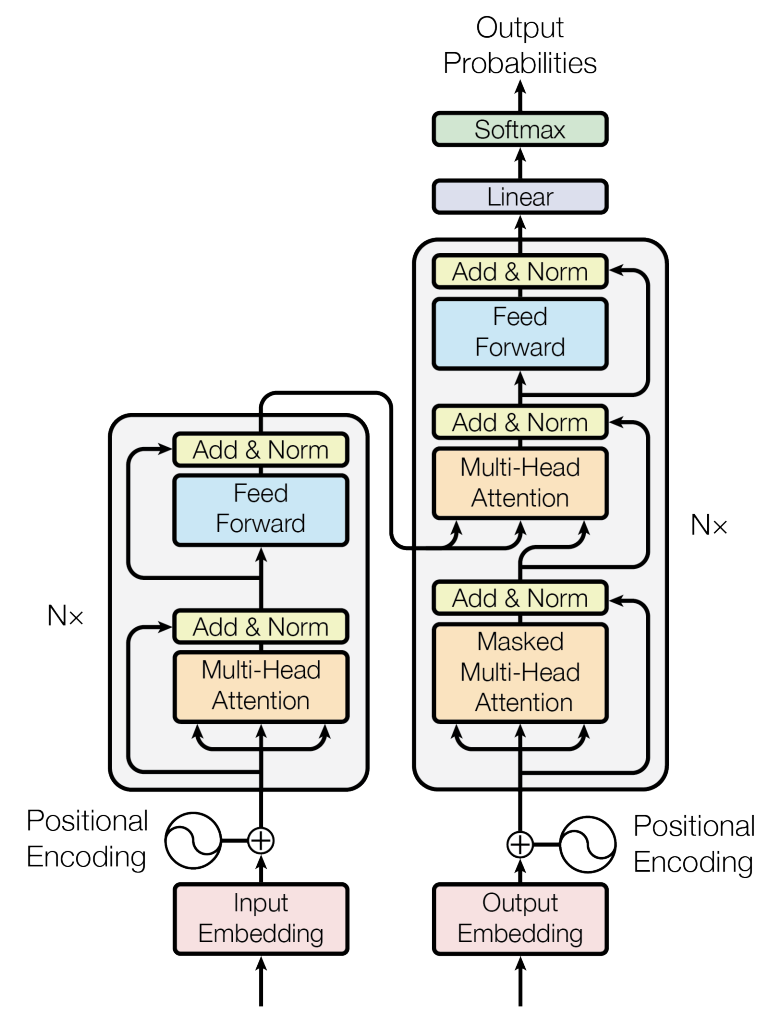 Output
Probabilities
Softmax
Linear
Add & Norm
Feed
Forward
Add & Norm
Multi-Head
Attention
Nx
Add & Norm
Masked
Multi-Head
Attention
Add & Norm
Feed
Forward
Nx
Add & Norm
Multi-Head
Attention
Positional
Encoding
Positional
Encoding
Input
Embedding
Output
Embedding